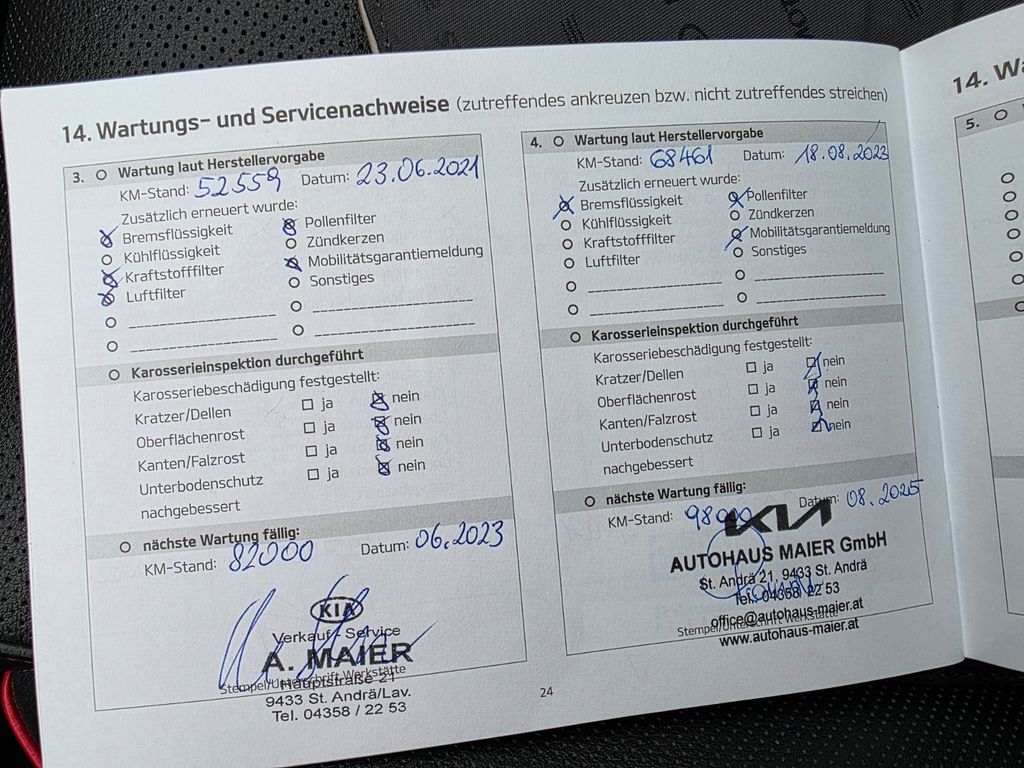 14. Wartungs- und Servicenachweise (zutreffendes ankreuzen bzw. nicht zutreffendes streichen)
3. Wartung laut Herstellervorgabe
KM-Stand: 52559 Datum: 23.06.2021
Zusätzlich erneuert wurde:
Bremsflüssigkeit Pollenfilter
Kühlflüssigkeit Zündkerzen
Kraftstofffilter Mobilitätsgarantiemeldung
Luftfilter Sonstiges
Karosserieinspektion durchgeführt
Karosseriebeschädigung festgestellt:
Kratzer/Dellen ja nein
Oberflächenrost ja nein
Kanten/Falzrost ja nein
Unterbodenschutz ja nein
nachgebessert
nächste Wartung fällig:
KM-Stand: 82000 Datum: 06.2023
KIA
Verkauf - Service
A. MAIER
Stempel/Unterschrift Werkstätte
Hauptstraße 21
9433 St. Andrä/Lav.
Tel. 04358 / 22 53
4. Wartung laut Herstellervorgabe
KM-Stand: 68461 Datum: 18.08.2023
Zusätzlich erneuert wurde:
Bremsflüssigkeit Pollenfilter
Kühlflüssigkeit Zündkerzen
Kraftstofffilter Mobilitätsgarantiemeldung
Luftfilter Sonstiges
Karosserieinspektion durchgeführt
Karosseriebeschädigung festgestellt:
Kratzer/Dellen ja nein
Oberflächenrost ja nein
Kanten/Falzrost ja nein
Unterbodenschutz ja nein
nachgebessert
nächste Wartung fällig:
KM-Stand: 98000 Datum: 08.2025
KIA
AUTOHAUS MAIER GmbH
St. Andrä 21, 9433 St. Andrä
Tel. 04358/ 22 53
office@autohaus-maier.at
Stempel/Unterschrift Werkstätte
www.autohaus-maier.at
24
14. Wa
5.